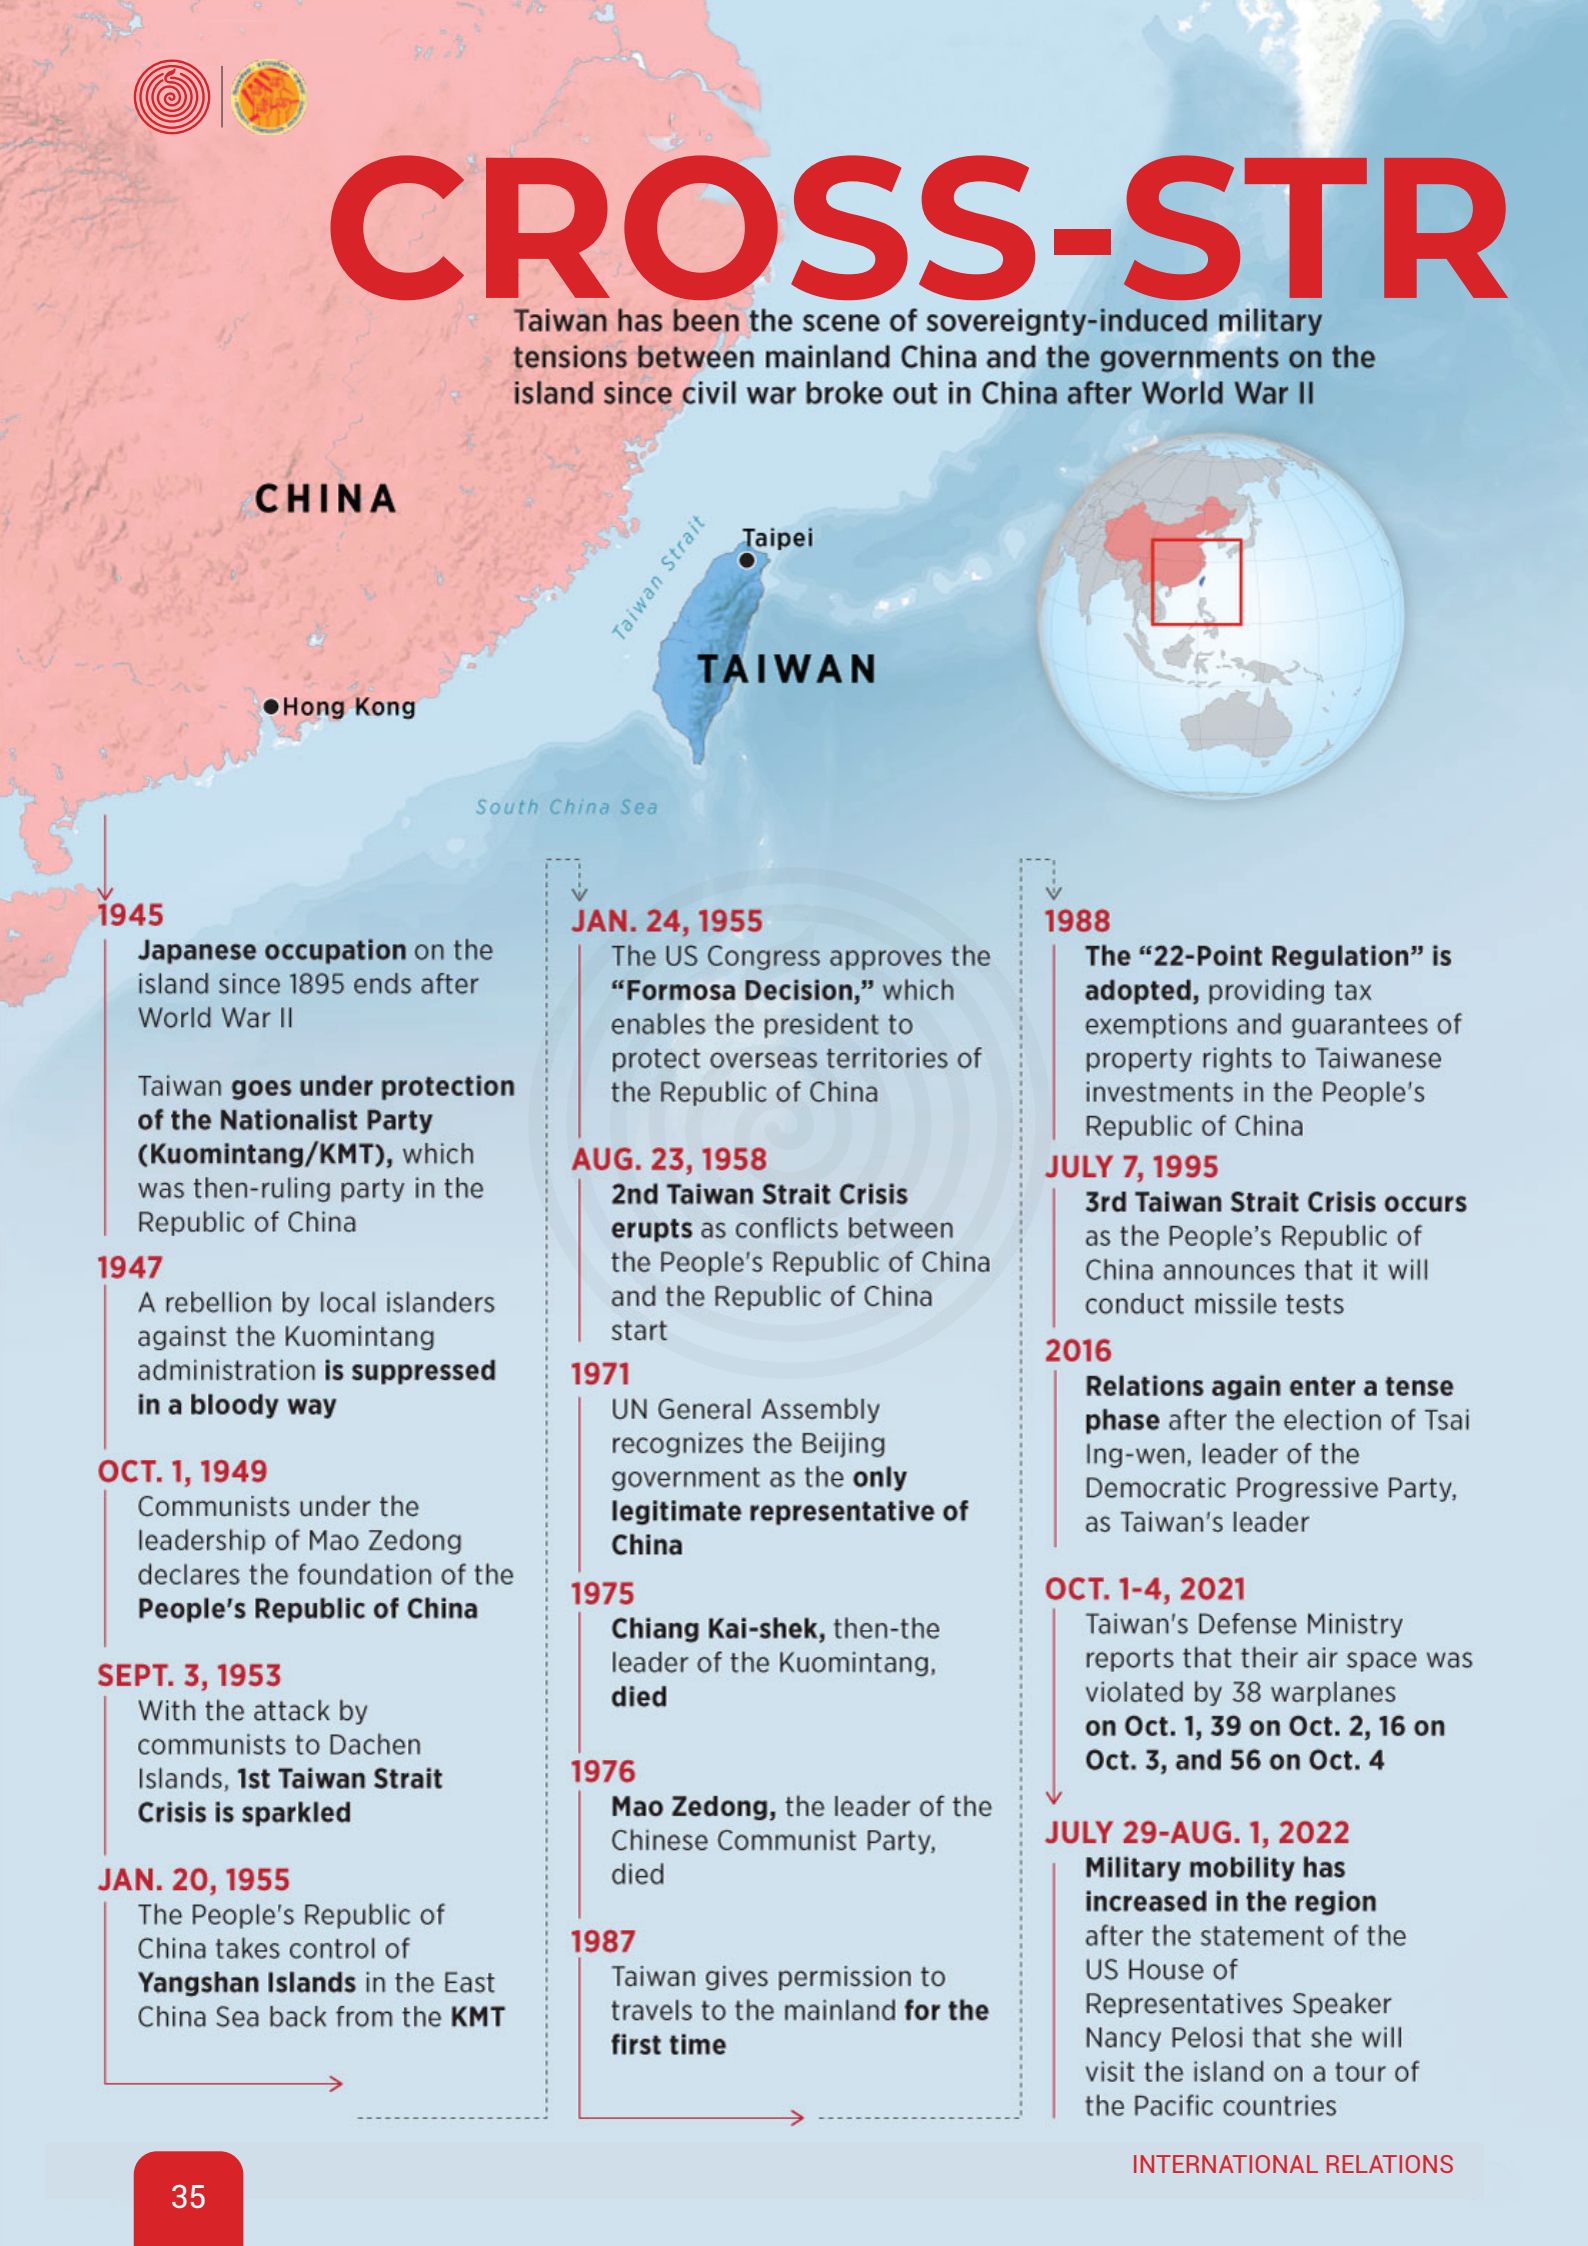 CROSS-STR
Taiwan has been the scene of sovereignty-induced military
tensions between mainland China and the governments on the
island since civil war broke out in China after World War II
CHINA
Taiwan Strait
Taipei
TAIWAN
Hong Kong
South China Sea
1945
Japanese occupation on the
island since 1895 ends after
World War II
Taiwan goes under protection
of the Nationalist Party
(Kuomintang/KMT), which
was then-ruling party in the
Republic of China
1947
A rebellion by local islanders
against the Kuomintang
administration is suppressed
in a bloody way
OCT. 1, 1949
Communists under the
leadership of Mao Zedong
declares the foundation of the
People's Republic of China
SEPT. 3, 1953
With the attack by
communists to Dachen
Islands, 1st Taiwan Strait
Crisis is sparkled
JAN. 20, 1955
The People's Republic of
China takes control of
Yangshan Islands in the East
China Sea back from the KMT
JAN. 24, 1955
The US Congress approves the
“Formosa Decision,” which
enables the president to
protect overseas territories of
the Republic of China
AUG. 23, 1958
2nd Taiwan Strait Crisis
erupts as conflicts between
the People's Republic of China
and the Republic of China
start
1971
UN General Assembly
recognizes the Beijing
government as the only
legitimate representative of
China
1975
Chiang Kai-shek, then-the
leader of the Kuomintang,
died
1976
Mao Zedong, the leader of the
Chinese Communist Party,
died
1987
Taiwan gives permission to
travels to the mainland for the
first time
1988
The “22-Point Regulation” is
adopted, providing tax
exemptions and guarantees of
property rights to Taiwanese
investments in the People's
Republic of China
JULY 7, 1995
3rd Taiwan Strait Crisis occurs
as the People’s Republic of
China announces that it will
conduct missile tests
2016
Relations again enter a tense
phase after the election of Tsai
Ing-wen, leader of the
Democratic Progressive Party,
as Taiwan's leader
OCT. 1-4, 2021
Taiwan's Defense Ministry
reports that their air space was
violated by 38 warplanes
on Oct. 1, 39 on Oct. 2, 16 on
Oct. 3, and 56 on Oct. 4
JULY 29-AUG. 1, 2022
Military mobility has
increased in the region
after the statement of the
US House of
Representatives Speaker
Nancy Pelosi that she will
visit the island on a tour of
the Pacific countries
INTERNATIONAL RELATIONS
35